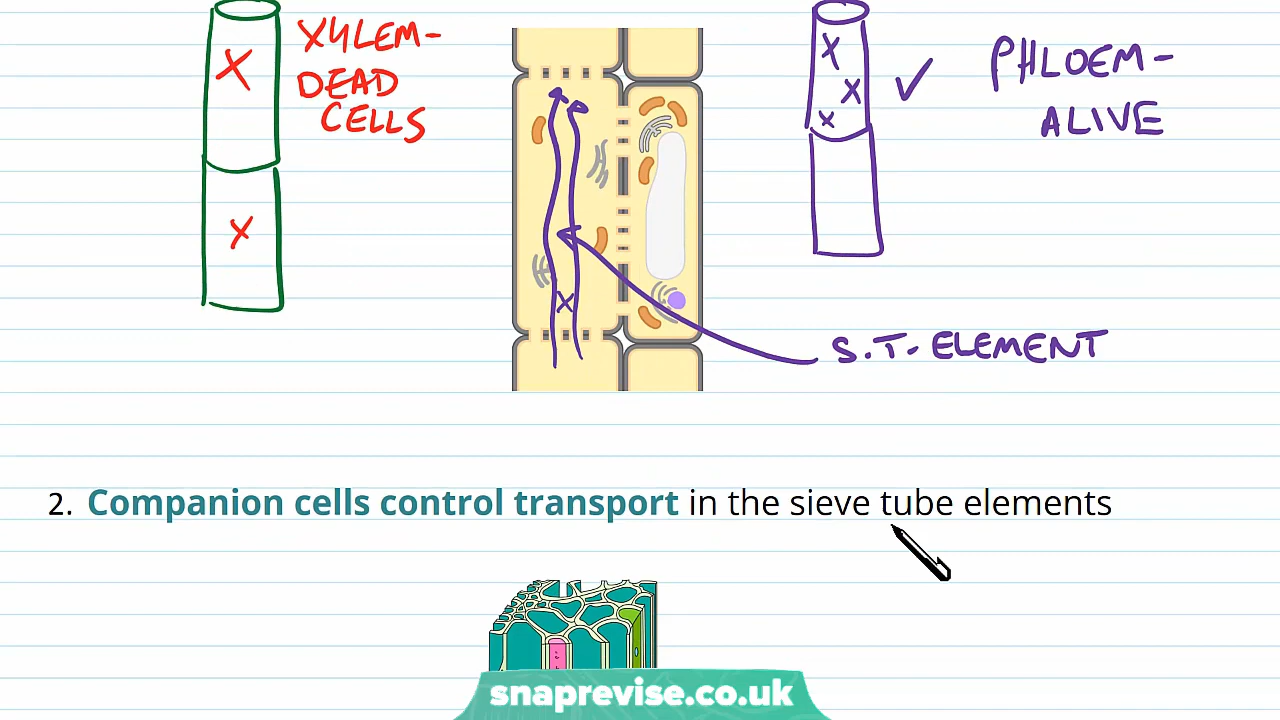 XYLEM-
DEAD
CELLS
X
X
X
X
X
✓
PHLOEM-
ALIVE
X
S.T. ELEMENT
2. Companion cells control transport in the sieve tube elements
snaprevise.co.uk